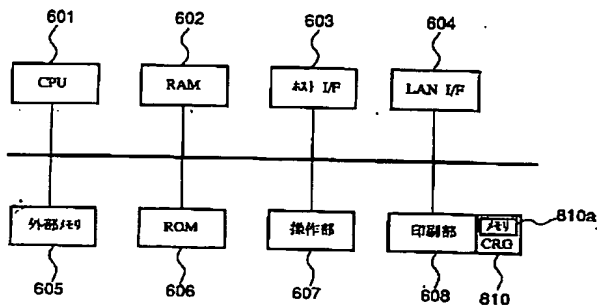 601
602
603
604
CPU
RAM
ホスト I/F
LAN I/F
810a
外部メモリ
ROM
操作部
印刷部
メモリ
CRG
605
606
607
608
810